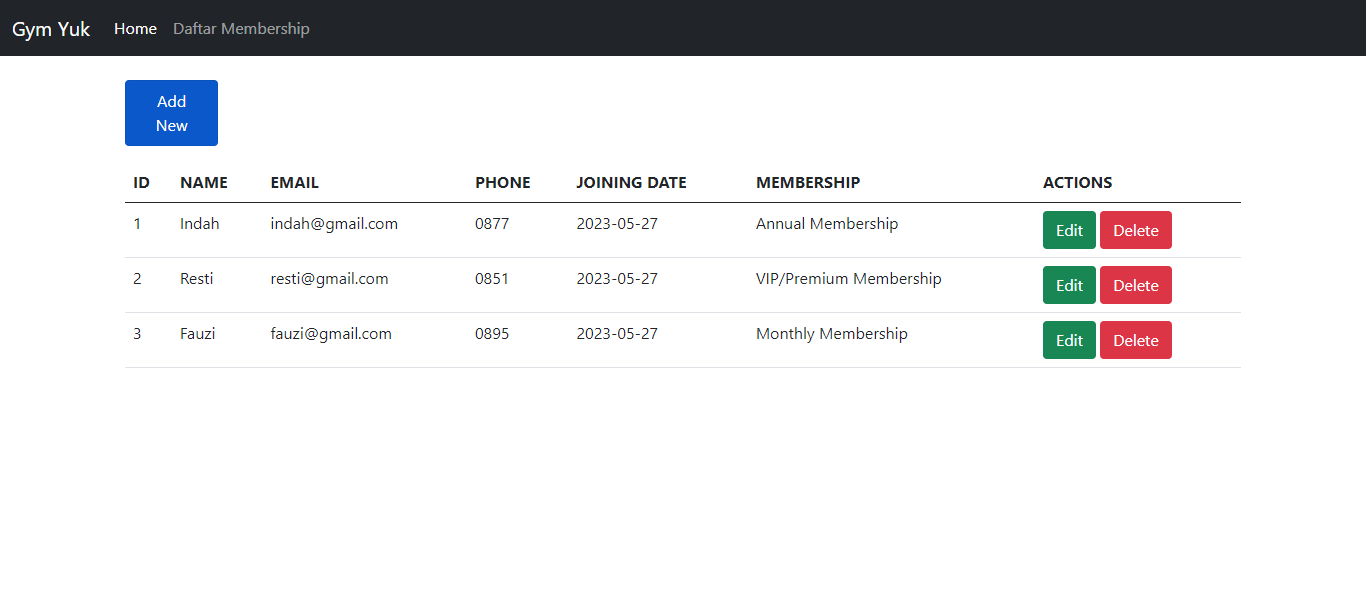 Gym Yuk Home Daftar Membership
Add
New
ID NAME EMAIL PHONE JOINING DATE MEMBERSHIP ACTIONS
1 Indah indah@gmail.com 0877 2023-05-27 Annual Membership Edit Delete
2 Resti resti@gmail.com 0851 2023-05-27 VIP/Premium Membership Edit Delete
3 Fauzi fauzi@gmail.com 0895 2023-05-27 Monthly Membership Edit Delete